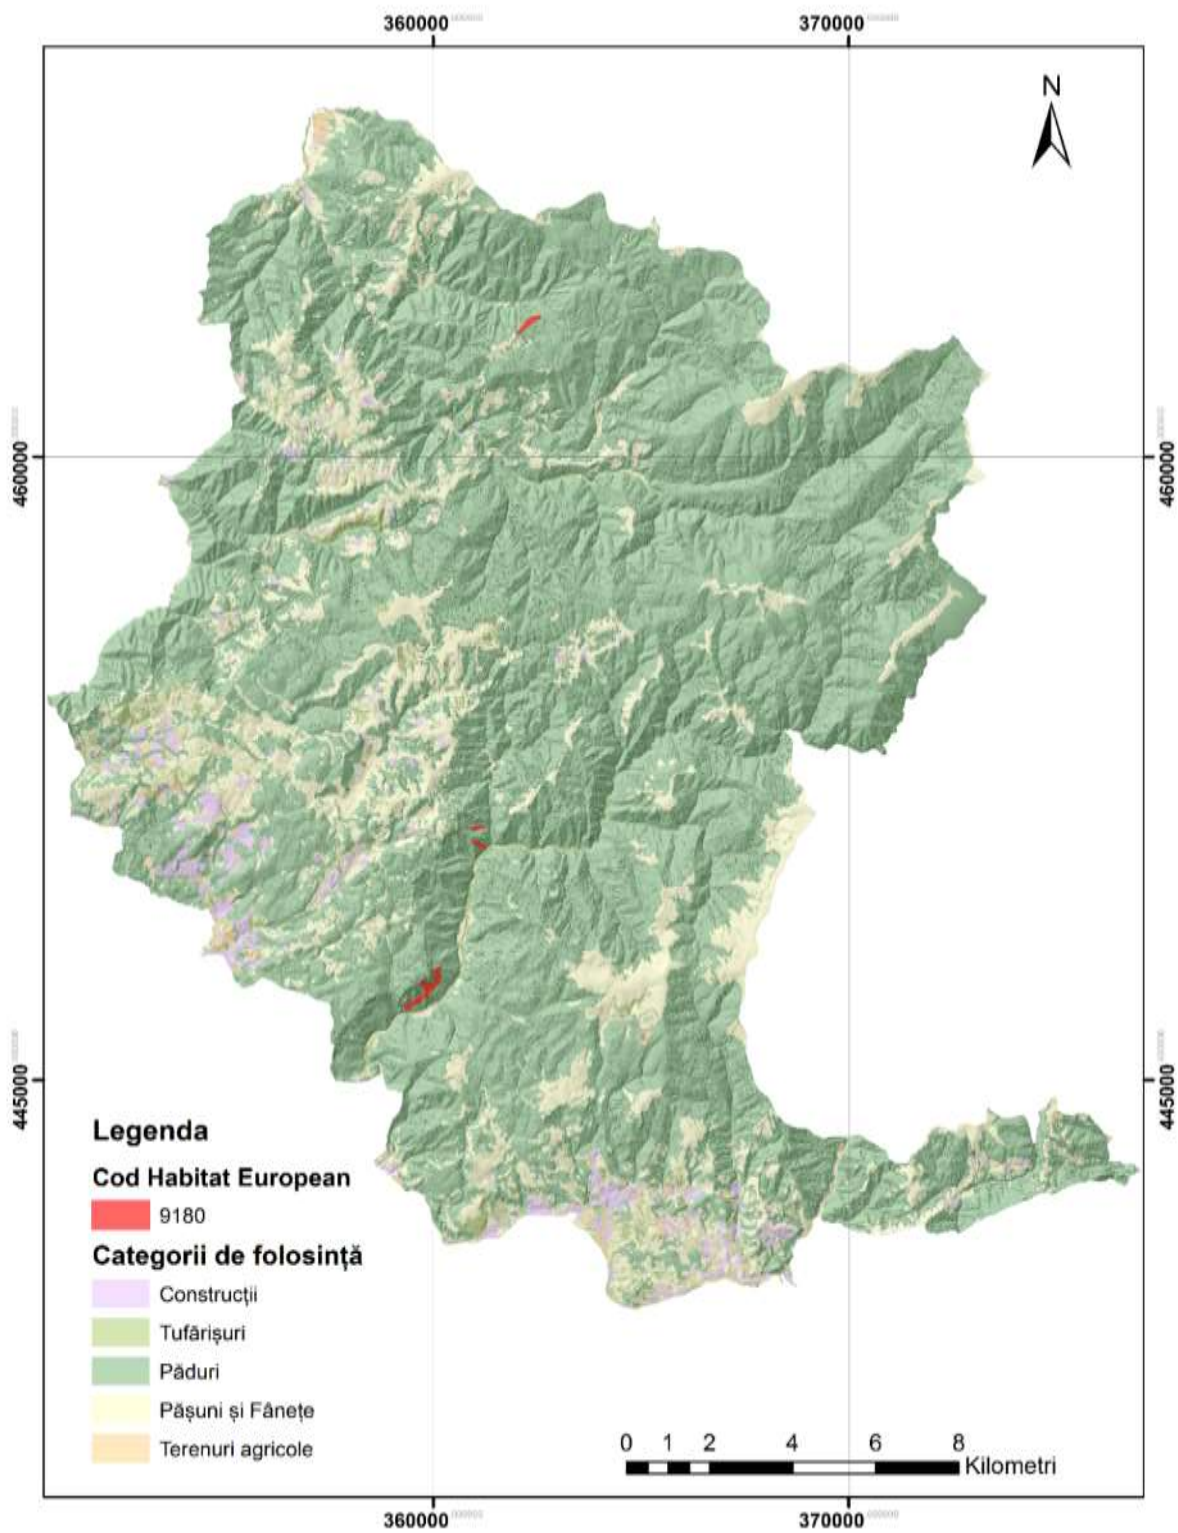 360000 370000
N
460000 460000
445000 445000
Legenda
Cod Habitat European
9180
Categorii de folosință
Construcții
Tufărișuri
Păduri
Pășuni și Fânețe
Terenuri agricole
0 1 2 4 6 8
Kilometri
360000 370000